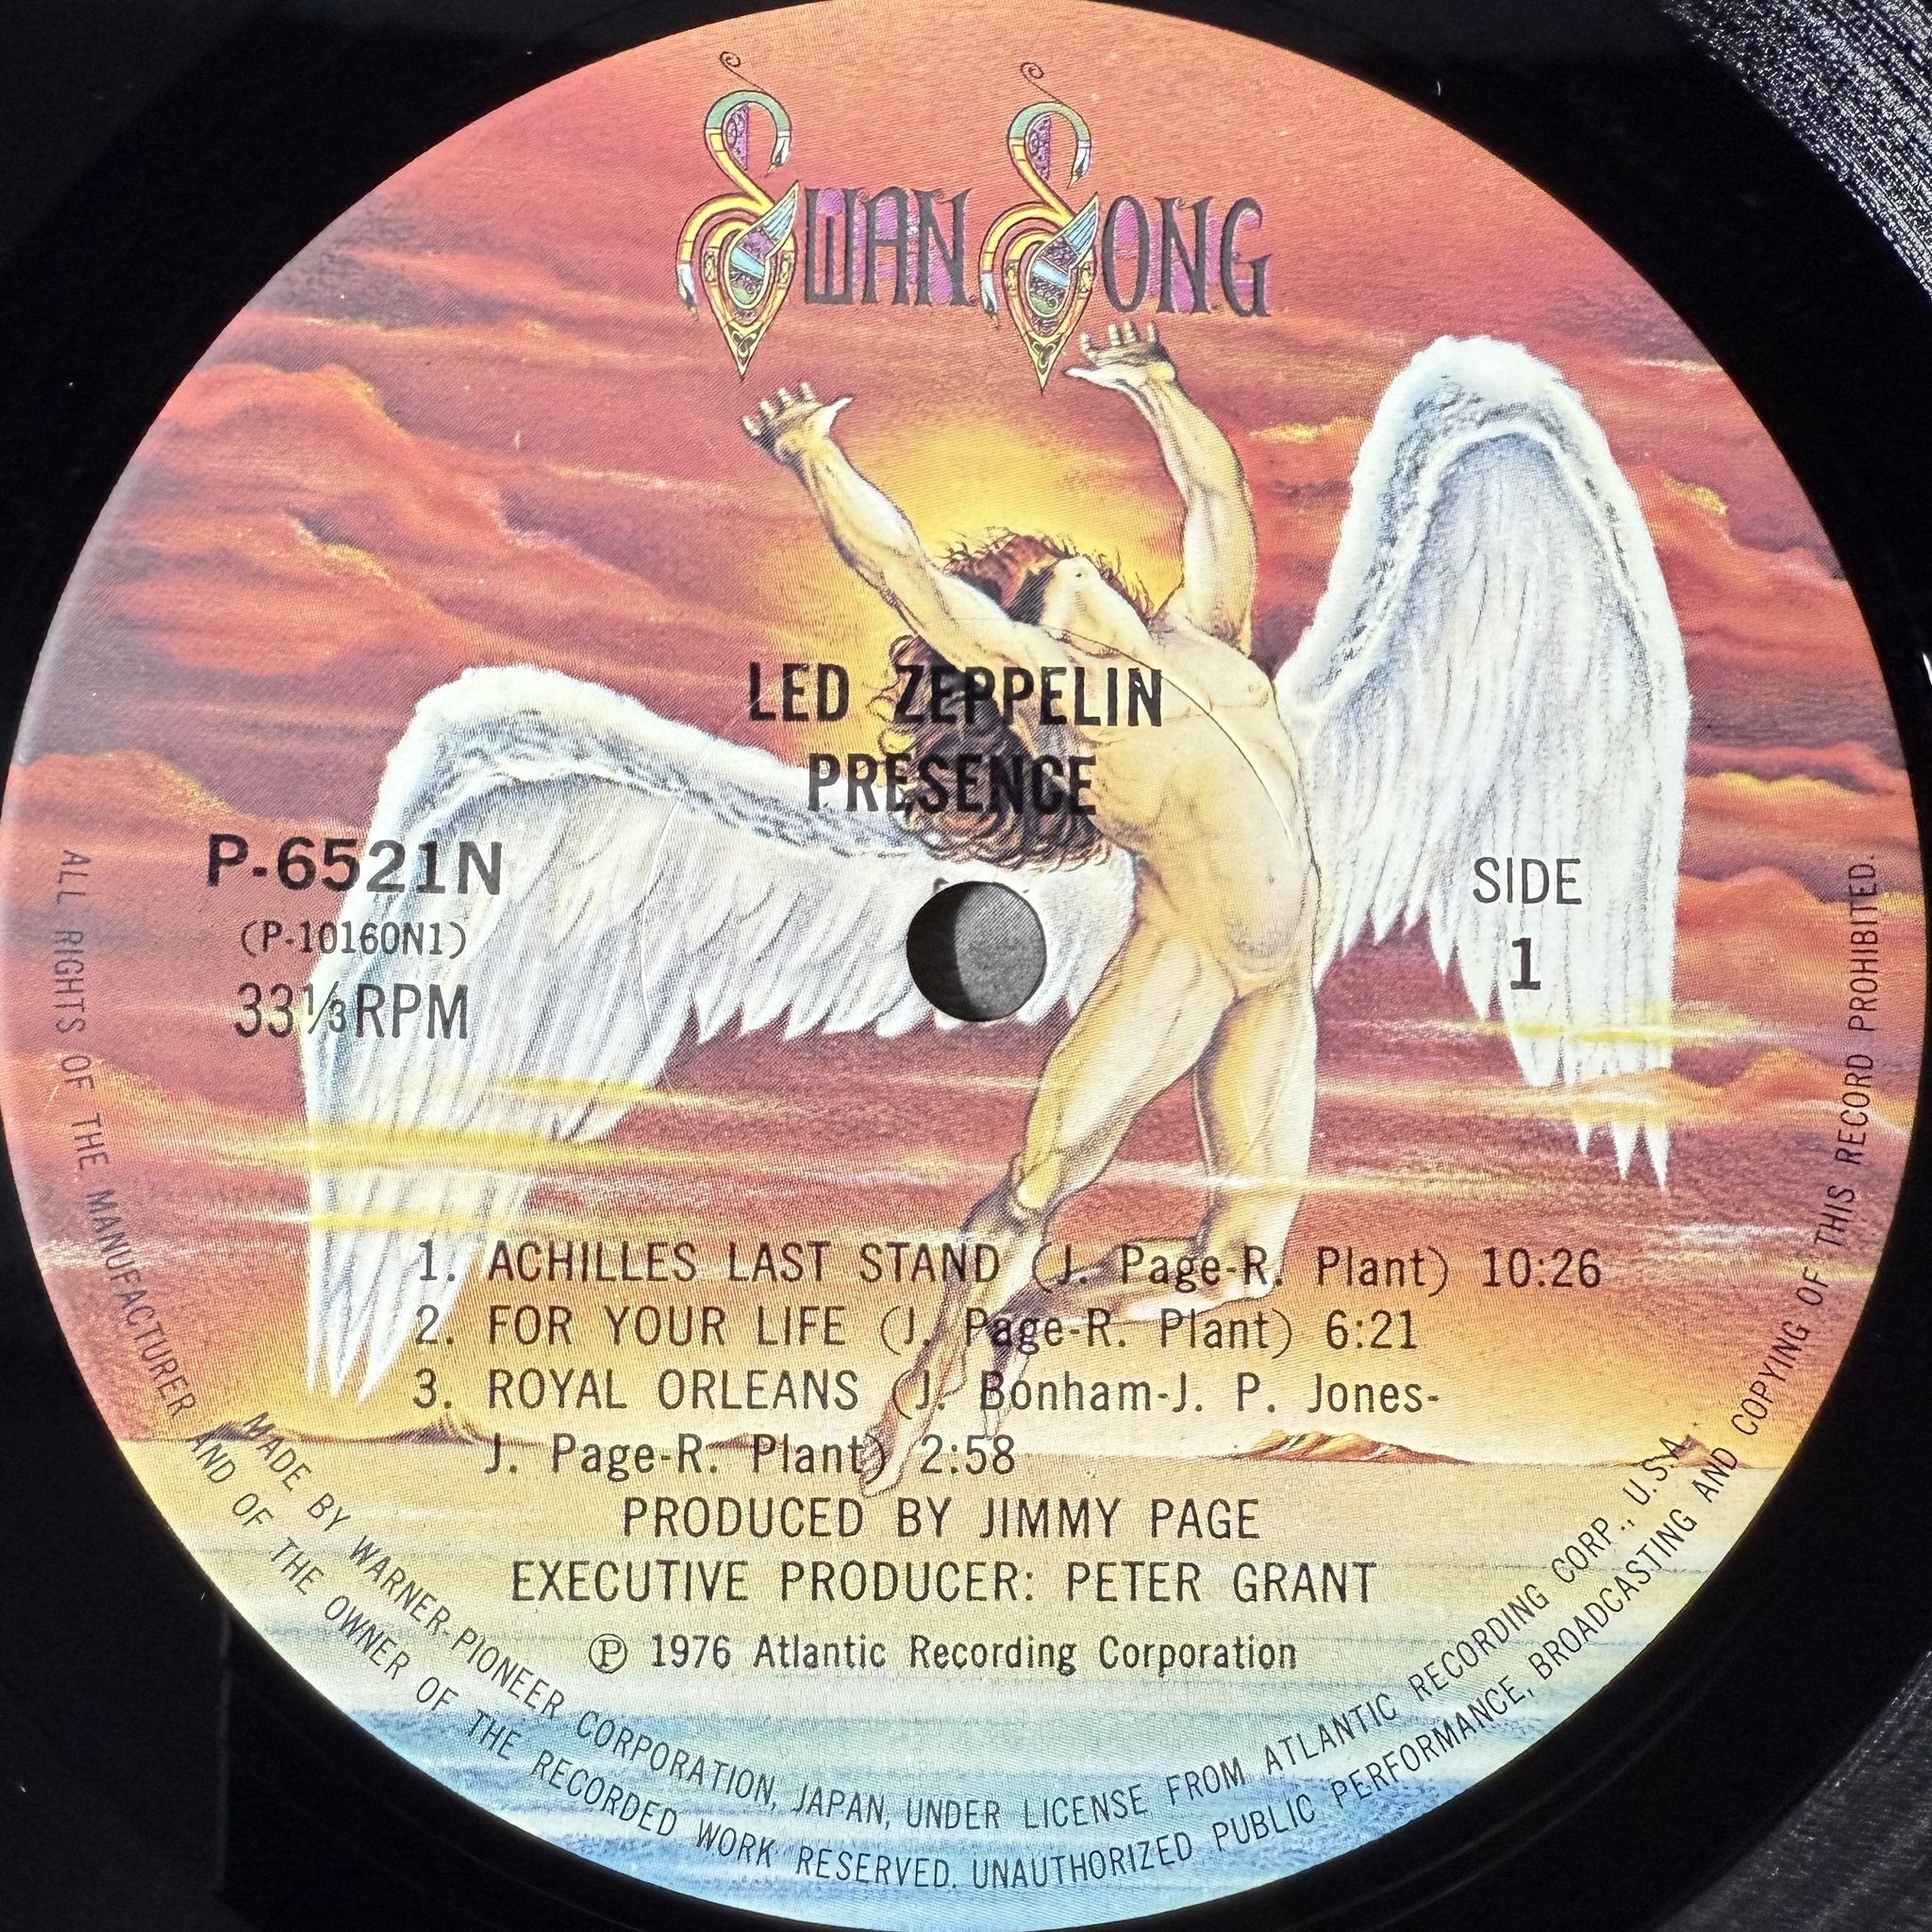 SWAN SONG
LED ZEPPELIN
PRESENCE
P-6521N
(P-10160N1)
33⅓RPM
SIDE
1
1. ACHILLES LAST STAND (J. Page-R. Plant) 10:26
2. FOR YOUR LIFE (J. Page-R. Plant) 6:21
3. ROYAL ORLEANS (J. Bonham-J. P. Jones-
J. Page-R. Plant) 2:58
PRODUCED BY JIMMY PAGE
EXECUTIVE PRODUCER: PETER GRANT
℗ 1976 Atlantic Recording Corporation
MADE BY WARNER-PIONEER CORPORATION, JAPAN, UNDER LICENSE FROM ATLANTIC RECORDING CORP., U.S.A.
ALL RIGHTS OF THE MANUFACTURER AND OF THE OWNER OF THE RECORDED WORK RESERVED. UNAUTHORIZED PUBLIC PERFORMANCE, BROADCASTING AND COPYING OF THIS RECORD PROHIBITED.